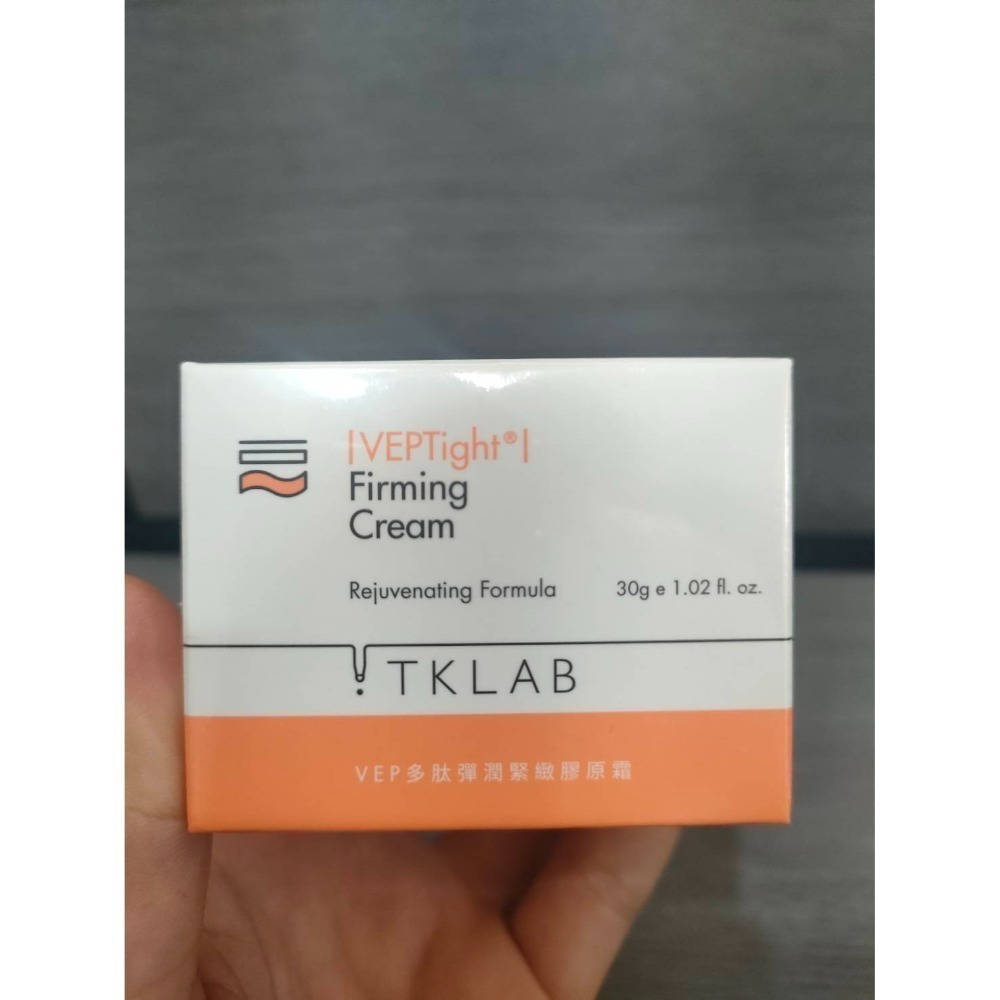 |VEPTight®|
Firming
Cream
Rejuvenating Formula 30g e 1.02 fl. oz.
TKLAB
VEP多肽彈潤緊緻膠原霜